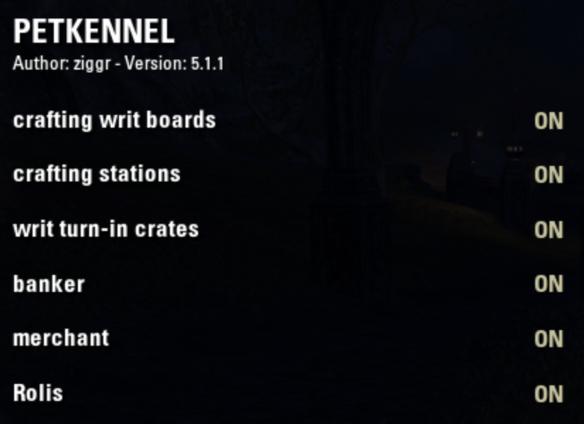 PETKENNEL
Author: ziggr - Version: 5.1.1
crafting writ boards ON
crafting stations ON
writ turn-in crates ON
banker ON
merchant ON
Rolis ON